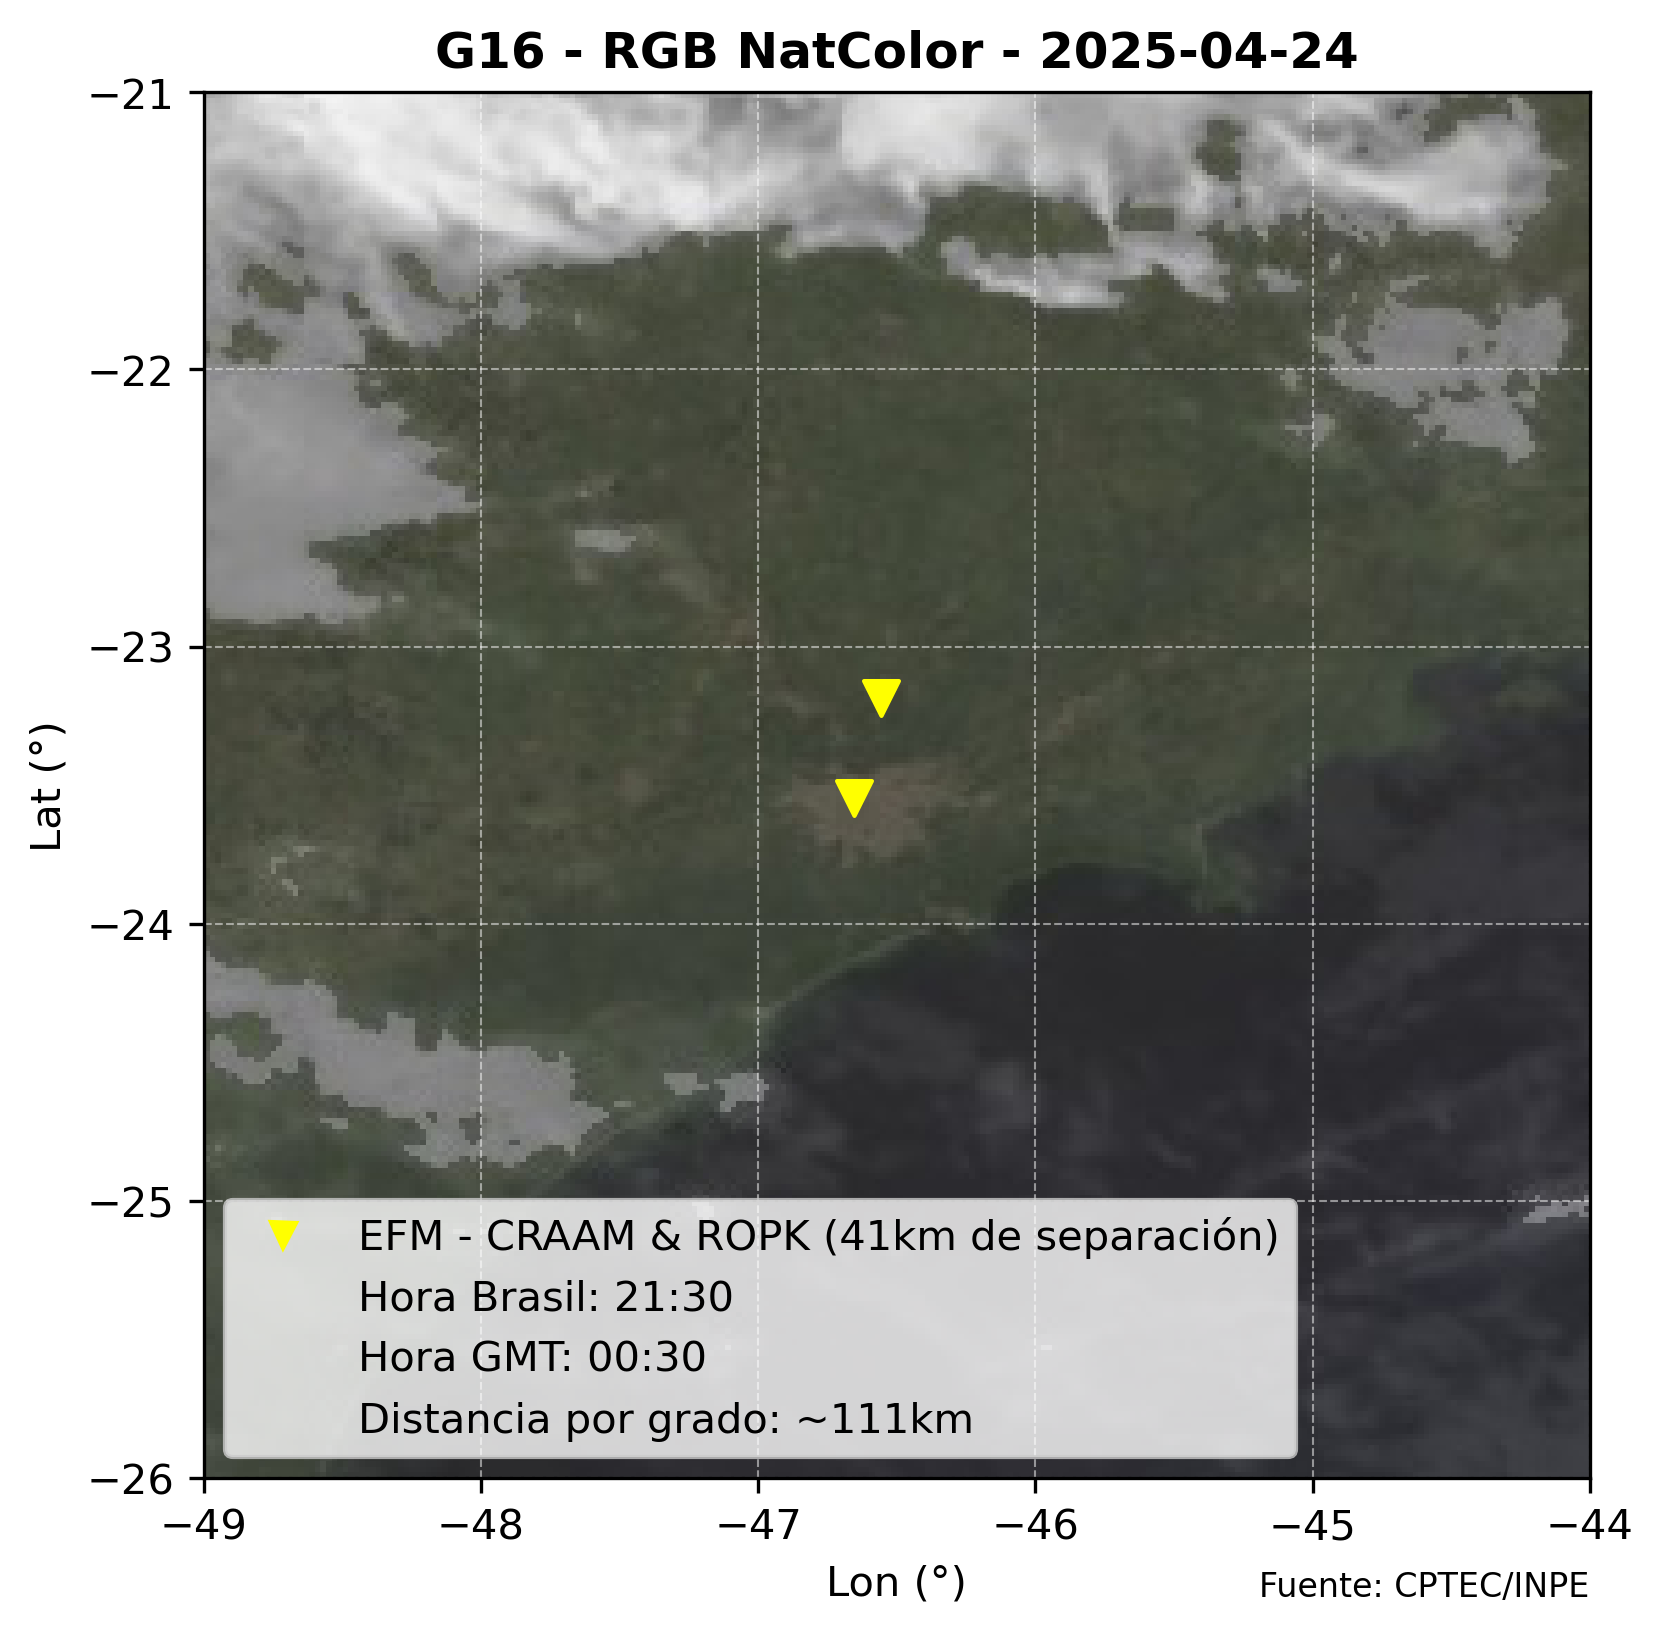 G16 - RGB NatColor - 2025-04-24
−21
−22
−23
−24
−25
−26
Lat (°)
EFM - CRAAM & ROPK (41km de separación)
Hora Brasil: 21:30
Hora GMT: 00:30
Distancia por grado: ~111km
−49 −48 −47 −46 −45 −44
Lon (°)
Fuente: CPTEC/INPE